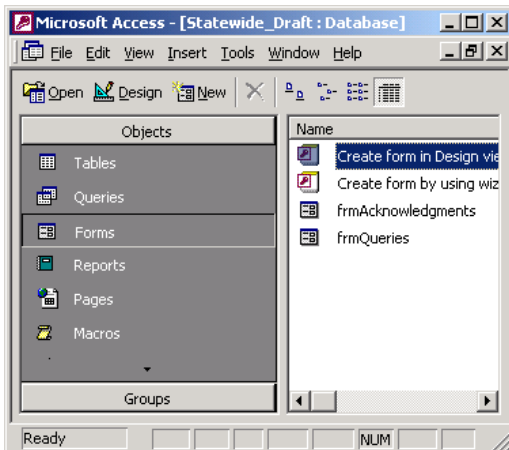 Microsoft Access - [Statewide_Draft : Database]
File Edit View Insert Tools Window Help
Open Design New
Objects
Tables
Queries
Forms
Reports
Pages
Macros
Groups
Name
Create form in Design vie
Create form by using wiz
frmAcknowledgments
frmQueries
Ready NUM